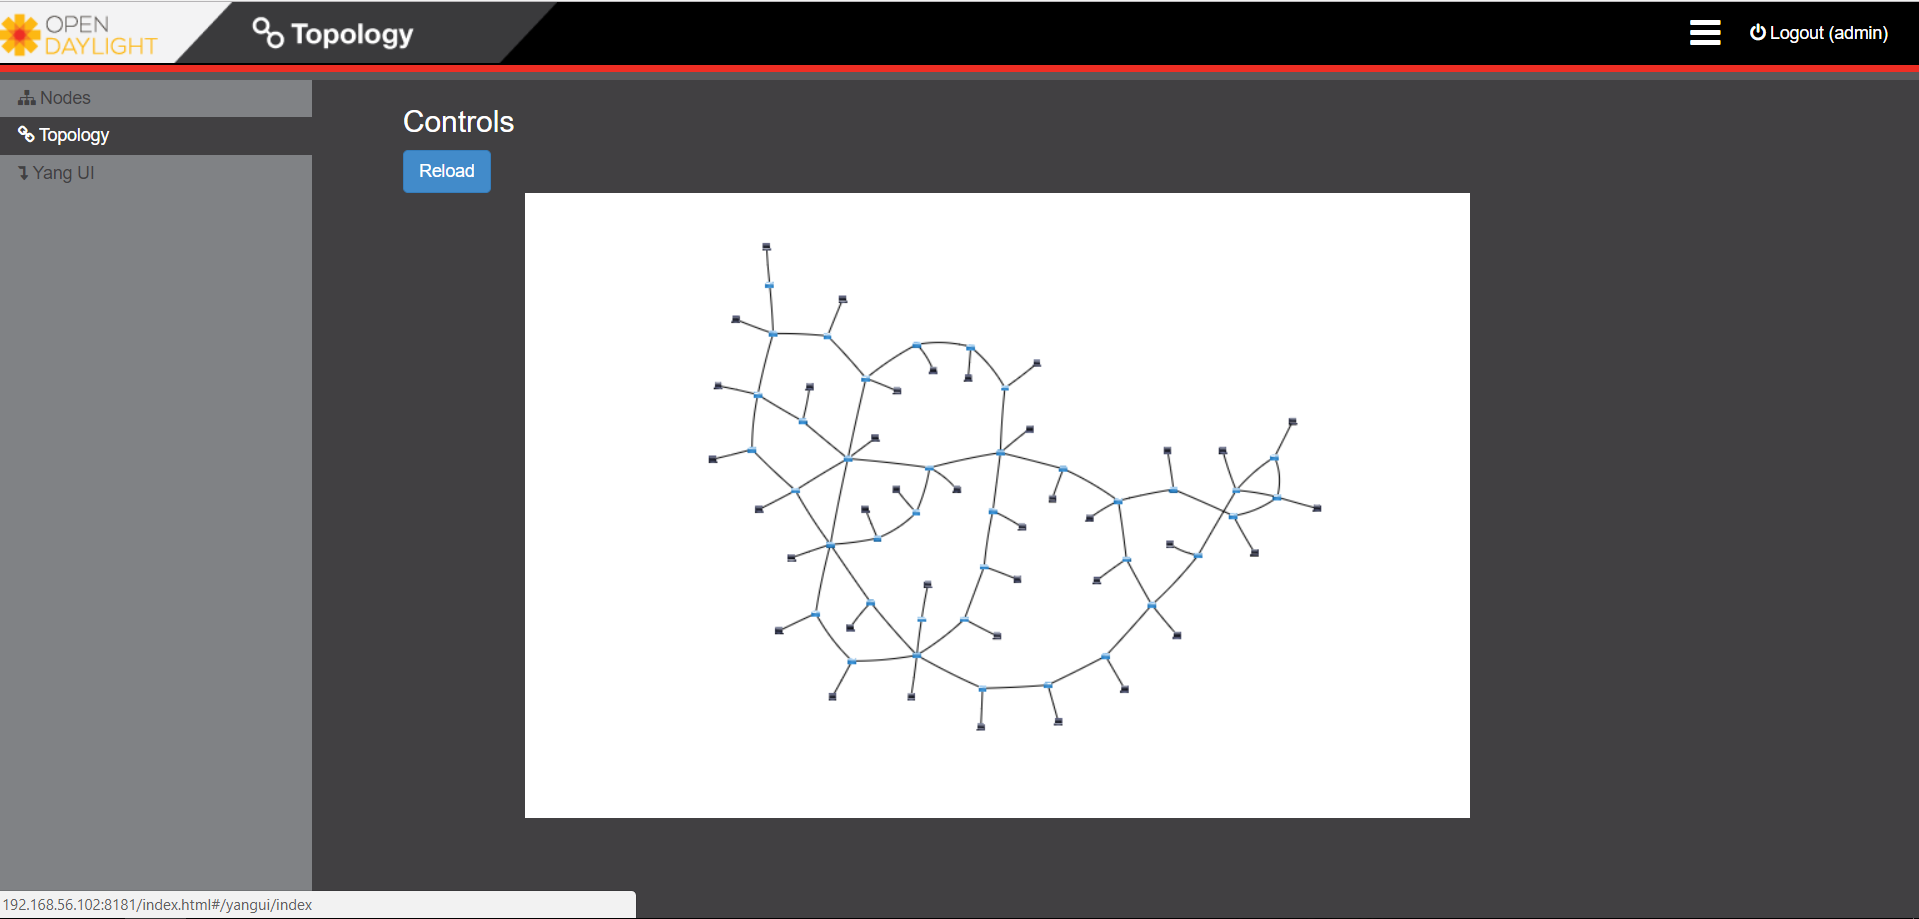 OPEN
DAYLIGHT
Topology
Logout (admin)
Nodes
Topology
Yang UI
Controls
Reload
192.168.56.102:8181/index.html#/yangui/index